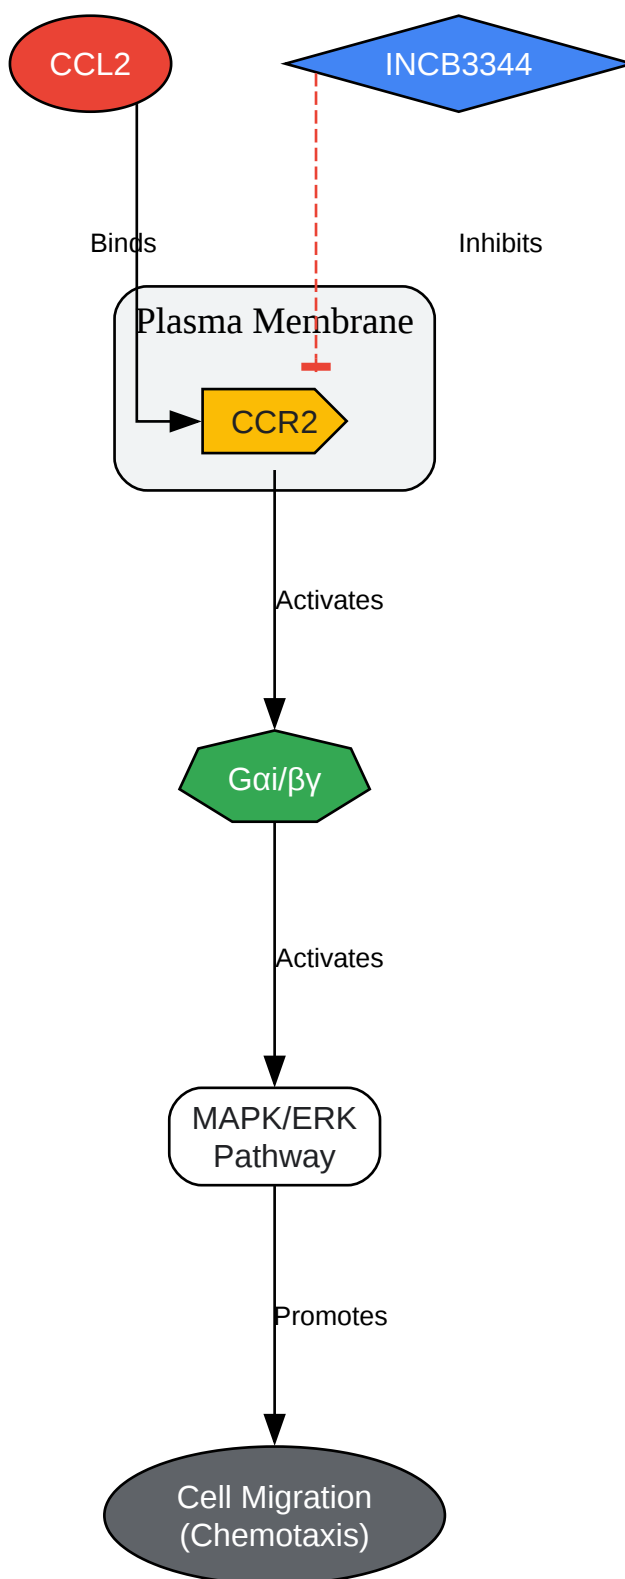 CCL2
INCB3344
Binds
Inhibits
Plasma Membrane
CCR2
Activates
Gαi/βγ
Activates
MAPK/ERK
Pathway
Promotes
Cell Migration
(Chemotaxis)